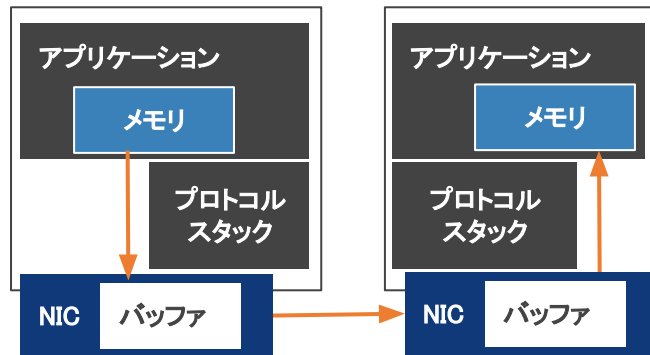 アプリケーション
メモリ
プロトコル
スタック
NIC
バッファ
アプリケーション
メモリ
プロトコル
スタック
NIC
バッファ